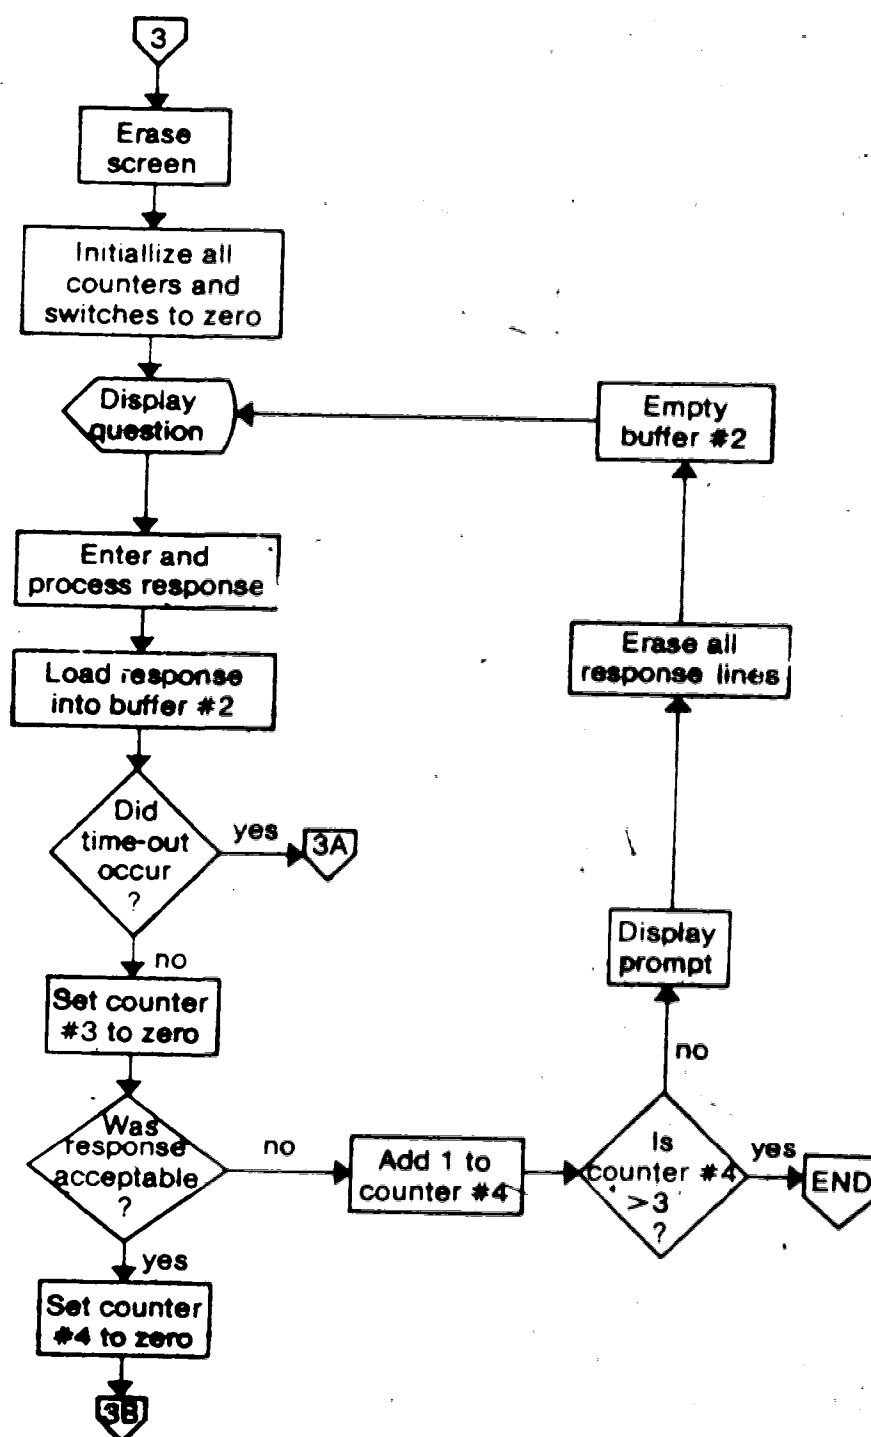 3
Erase
screen
Initiallize all
counters and
switches to zero
Display
question
Empty
buffer #2
Enter and
process response
Erase all
response lines
Load response
into buffer #2
Did
time-out
occur
?
yes
3A
Display
prompt
no
Set counter
#3 to zero
no
Was
response
acceptable
?
no
Add 1 to
counter #4
Is
counter #4
>3
?
yes
END
yes
Set counter
#4 to zero
3B